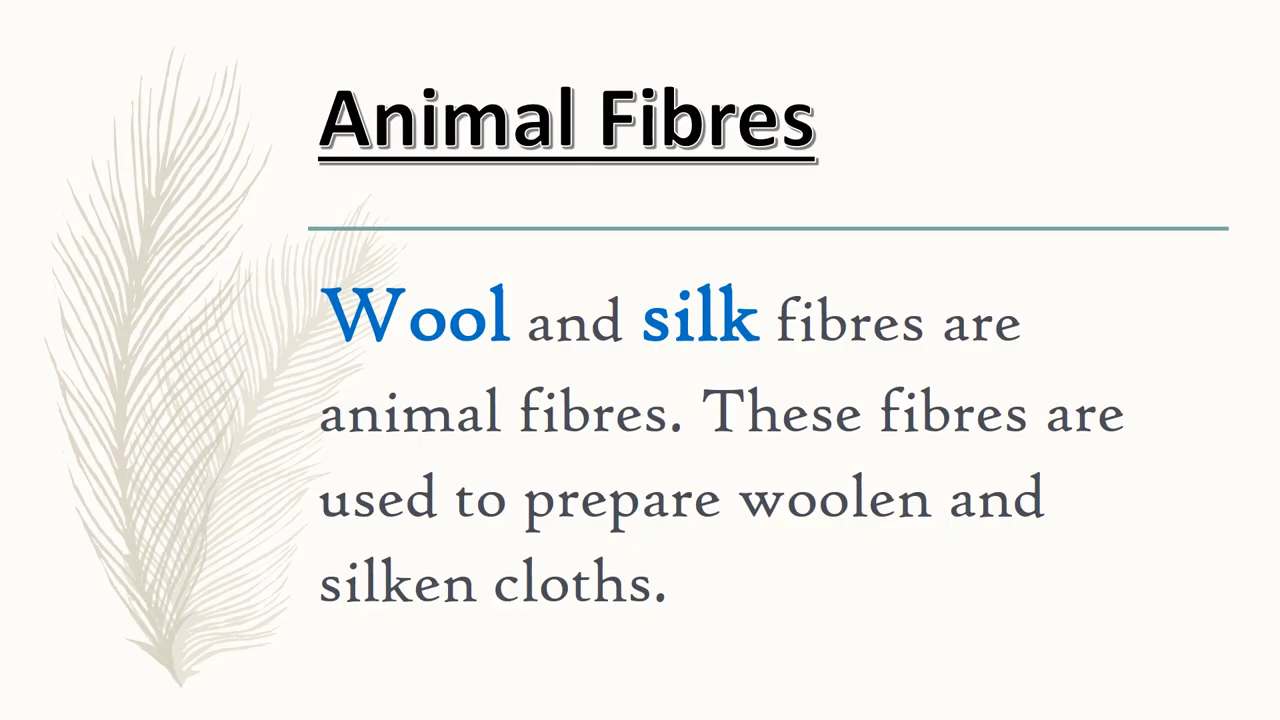 Animal Fibres
Wool and silk fibres are
animal fibres. These fibres are
used to prepare woolen and
silken cloths.